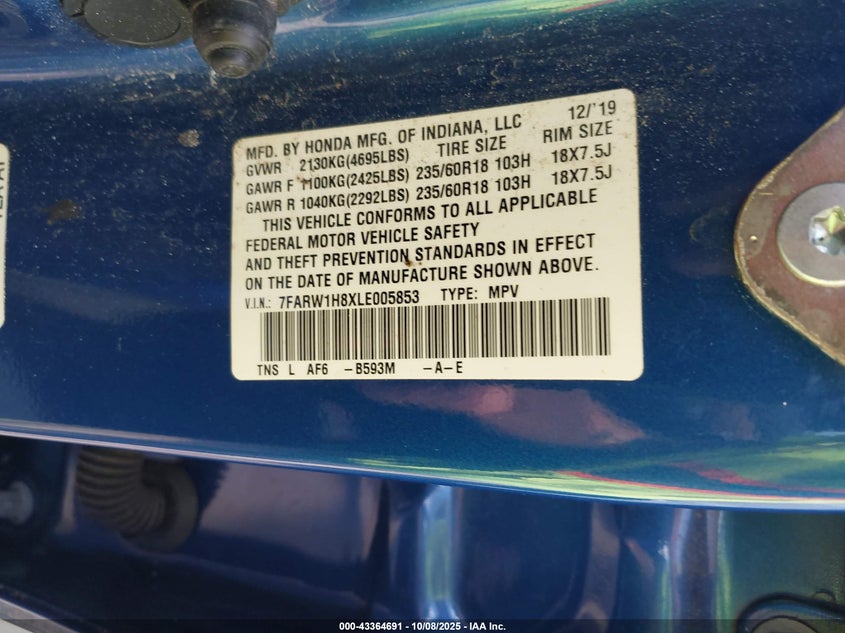 MFD. BY HONDA MFG. OF INDIANA, LLC 12/'19
GVWR 2130KG(4695LBS) TIRE SIZE RIM SIZE
GAWR F 1100KG(2425LBS) 235/60R18 103H 18X7.5J
GAWR R 1040KG(2292LBS) 235/60R18 103H 18X7.5J
THIS VEHICLE CONFORMS TO ALL APPLICABLE
FEDERAL MOTOR VEHICLE SAFETY
AND THEFT PREVENTION STANDARDS IN EFFECT
ON THE DATE OF MANUFACTURE SHOWN ABOVE.
V.I.N.: 7FARW1H8XLE005853 TYPE: MPV
TNS L AF6 -B593M -A-E
000-43364691 | 10/08/2025 - IAA Inc.